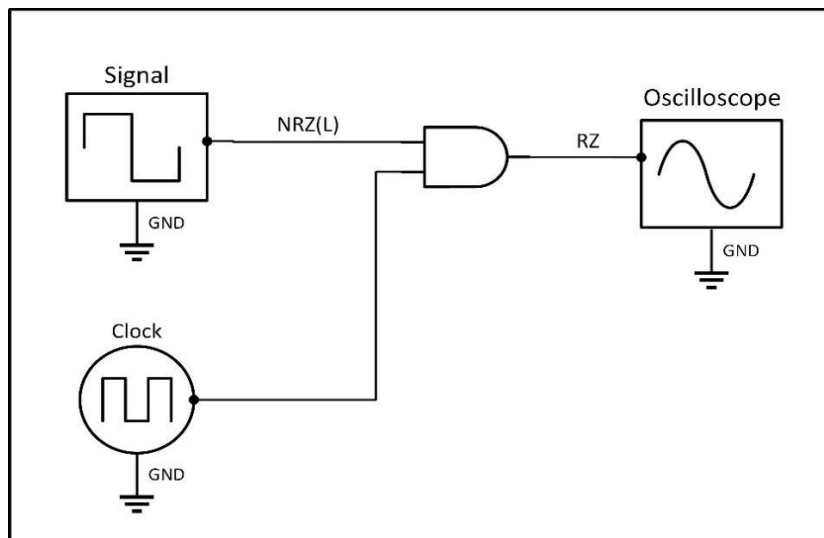 Signal
Oscilloscope
NRZ(L)
RZ
GND
GND
Clock
GND